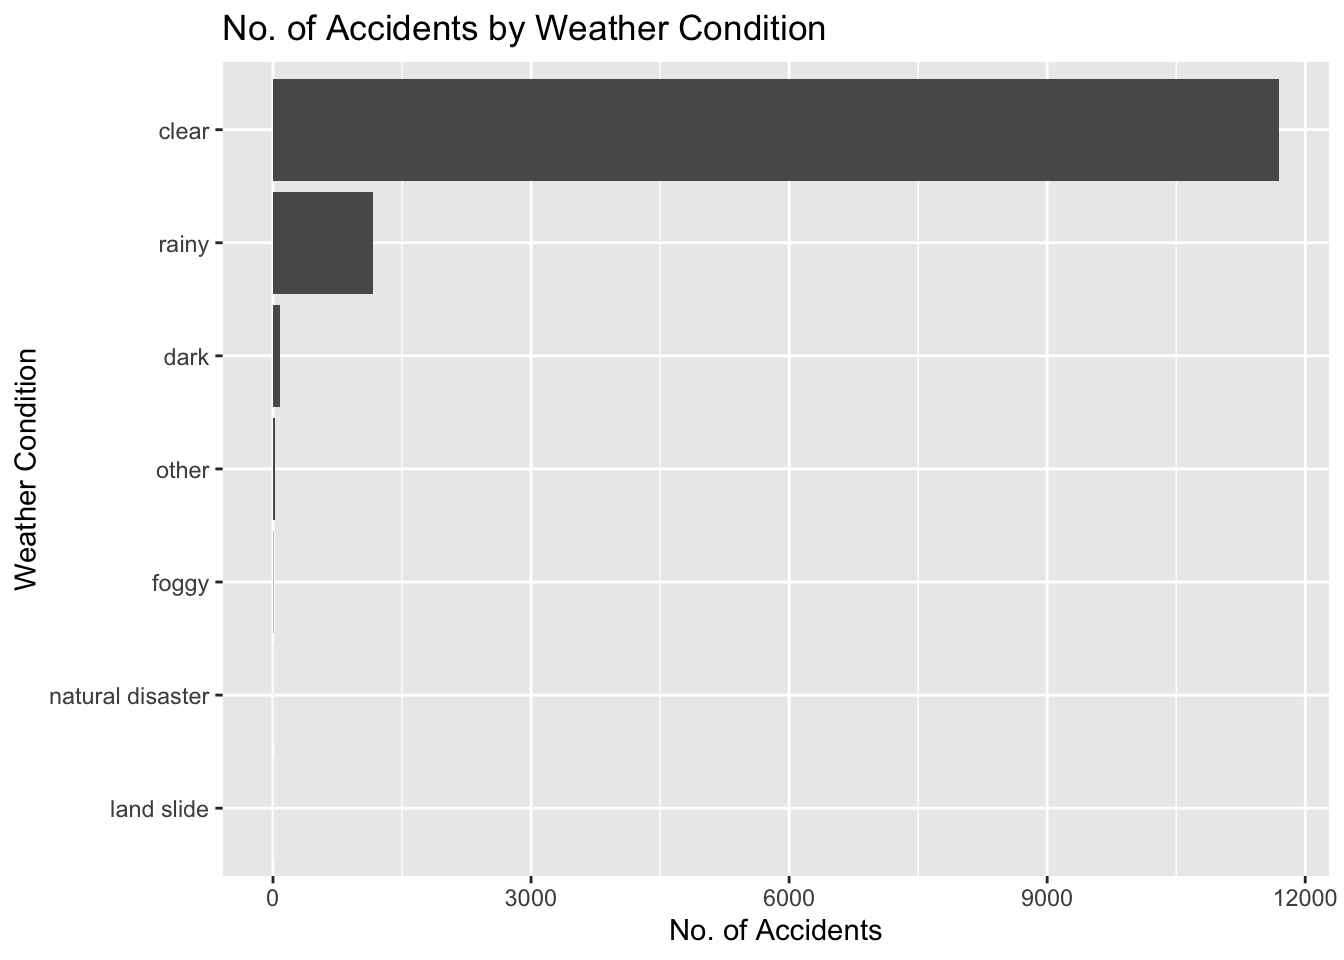 No. of Accidents by Weather Condition
Weather Condition
clear
rainy
dark
other
foggy
natural disaster
land slide
0 3000 6000 9000 12000
No. of Accidents